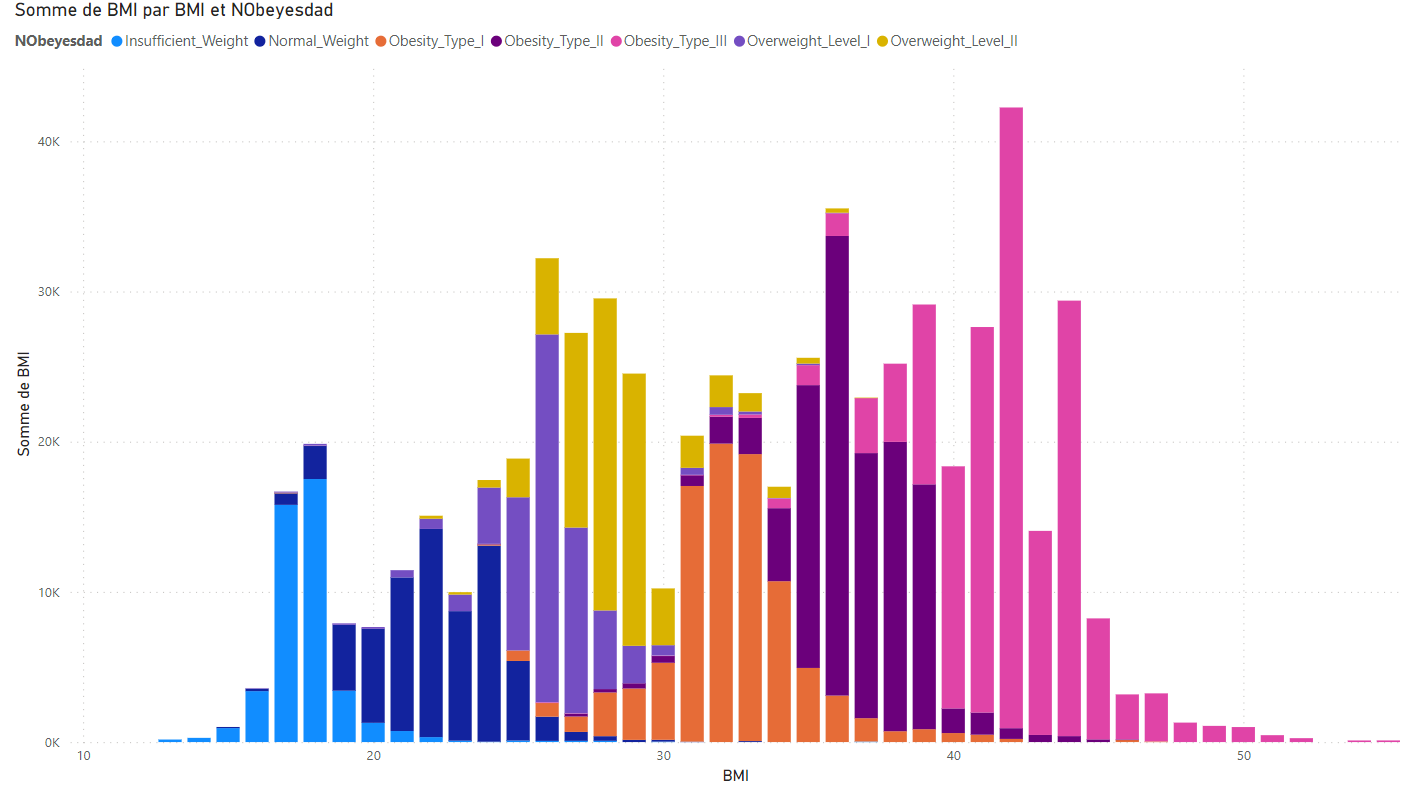 Somme de BMI par BMI et NObeyesdad
NObeyesdad Insufficient_Weight Normal_Weight Obesity_Type_I Obesity_Type_II Obesity_Type_III Overweight_Level_I Overweight_Level_II
40K
30K
20K
10K
0K
Somme de BMI
10 20 30 40 50
BMI